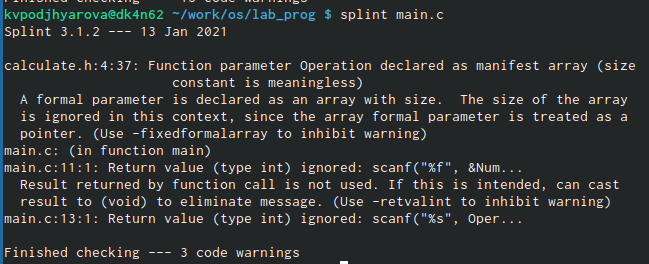 Finished checking --- 15 code warnings
kvpodjhyarova@dk4n62 ~/work/os/lab_prog $ splint main.c
Splint 3.1.2 --- 13 Jan 2021
calculate.h:4:37: Function parameter Operation declared as manifest array (size
constant is meaningless)
A formal parameter is declared as an array with size.  The size of the array
is ignored in this context, since the array formal parameter is treated as a
pointer. (Use -fixedformalarray to inhibit warning)
main.c: (in function main)
main.c:11:1: Return value (type int) ignored: scanf("%f", &Num...
Result returned by function call is not used. If this is intended, can cast
result to (void) to eliminate message. (Use -retvalint to inhibit warning)
main.c:13:1: Return value (type int) ignored: scanf("%s", Oper...
Finished checking --- 3 code warnings